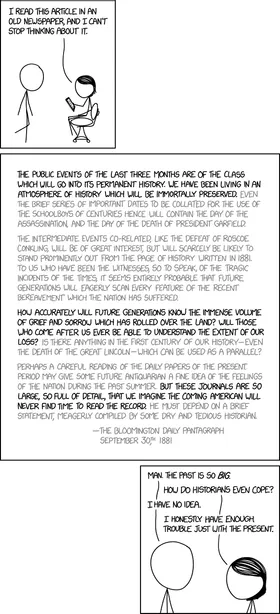 I READ THIS ARTICLE IN AN
OLD NEWSPAPER, AND I CAN'T
STOP THINKING ABOUT IT.
THE PUBLIC EVENTS OF THE LAST THREE MONTHS ARE OF THE CLASS
WHICH WILL GO INTO ITS PERMANENT HISTORY. WE HAVE BEEN LIVING IN AN
ATMOSPHERE OF HISTORY WHICH WILL BE IMMORTALLY PRESERVED. EVEN
THE BRIEF SERIES OF IMPORTANT DATES TO BE COLLATED FOR THE USE OF
THE SCHOOLBOYS OF CENTURIES HENCE WILL CONTAIN THE DAY OF THE
ASSASSINATION, AND THE DAY OF THE DEATH OF PRESIDENT GARFIELD.
THE INTERMEDIATE EVENTS CO-RELATED, LIKE THE DEFEAT OF ROSCOE
CONKLING, WILL BE OF GREAT INTEREST, BUT WILL SCARCELY BE LIKELY TO
STAND PROMINENTLY OUT FROM THE PAGE OF HISTORY WRITTEN IN 1881.
TO US WHO HAVE BEEN THE WITNESSES, SO TO SPEAK, OF THE TRAGIC
INCIDENTS OF THE TIMES, IT SEEMS ENTIRELY PROBABLE THAT FUTURE
GENERATIONS WILL EAGERLY SCAN EVERY FEATURE OF THE RECENT
BEREAVEMENT WHICH THE NATION HAS SUFFERED.
HOW ACCURATELY WILL FUTURE GENERATIONS KNOW THE IMMENSE VOLUME
OF GRIEF AND SORROW WHICH HAS ROLLED OVER THE LAND? WILL THOSE
WHO COME AFTER US EVER BE ABLE TO UNDERSTAND THE EXTENT OF OUR
LOSS? IS THERE ANYTHING IN THE FIRST CENTURY OF OUR HISTORY—EVEN
THE DEATH OF THE GREAT LINCOLN—WHICH CAN BE USED AS A PARALLEL?
PERHAPS A CAREFUL READING OF THE DAILY PAPERS OF THE PRESENT
PERIOD MAY GIVE SOME FUTURE ANTIQUARIAN A FINE IDEA OF THE FEELINGS
OF THE NATION DURING THE PAST SUMMER. BUT THESE JOURNALS ARE SO
LARGE, SO FULL OF DETAIL, THAT WE IMAGINE THE COMING AMERICAN WILL
NEVER FIND TIME TO READ THE RECORD. HE MUST DEPEND ON A BRIEF
STATEMENT, MEAGERLY COMPILED BY SOME DRY AND TEDIOUS HISTORIAN.
—THE BLOOMINGTON DAILY PANTAGRAPH
SEPTEMBER 30TH 1881
MAN, THE PAST IS SO BIG.
HOW DO HISTORIANS EVEN COPE?
I HAVE NO IDEA.
I HONESTLY HAVE ENOUGH
TROUBLE JUST WITH THE PRESENT.